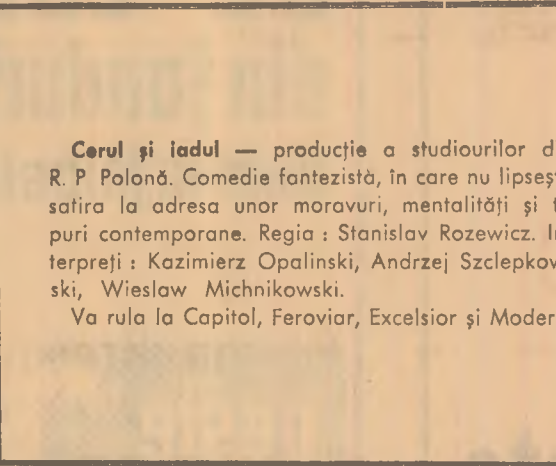 Cerul și iadul — producție a studiourilor d
R. P Polonă. Comedie fantezistă, în care nu lipseșt
satira la adresa unor moravuri, mentalități și t
puri contemporane. Regia : Stanislav Rozewicz. In
terpreți : Kazimierz Opalinski, Andrzej Szclepkov
ski, Wieslaw Michnikowski.
Va rula la Capitol, Feroviar, Excelsior și Moder